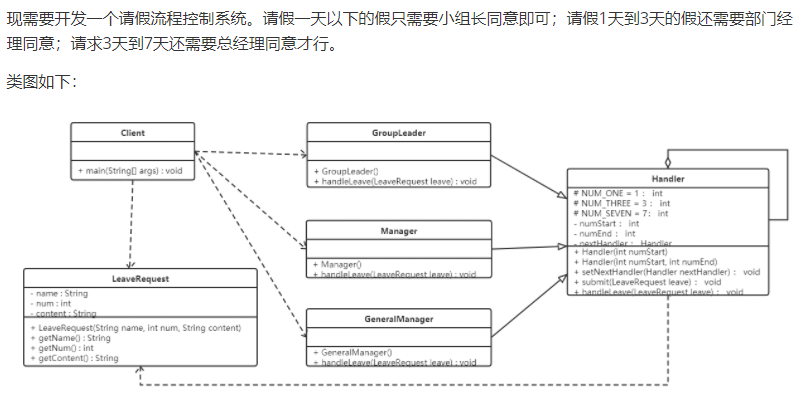 现需要开发一个请假流程控制系统。请假一天以下的假只需要小组长同意即可；请假1天到3天的假还需要部门经
理同意；请求3天到7天还需要总经理同意才行。
类图如下：
Client
+ main(String[] args) : void
GroupLeader
+ GroupLeader()
+ handleLeave(LeaveRequest leave) : void
Manager
+ Manager()
+ handleLeave(LeaveRequest leave) : void
GeneralManager
+ GeneralManager()
+ handleLeave(LeaveRequest leave) : void
Handler
# NUM_ONE = 1 : int
# NUM_THREE = 3 : int
# NUM_SEVEN = 7 : int
- numStart : int
- numEnd : int
- nextHandler : Handler
+ Handler(int numStart)
+ Handler(int numStart, int numEnd)
+ setNextHandler(Handler nextHandler) : void
+ submit(LeaveRequest leave) : void
+ handleLeave(LeaveRequest leave) : void
LeaveRequest
- name : String
- num : int
- content : String
+ LeaveRequest(String name, int num, String content)
+ getName() : String
+ getNum() : int
+ getContent() : String